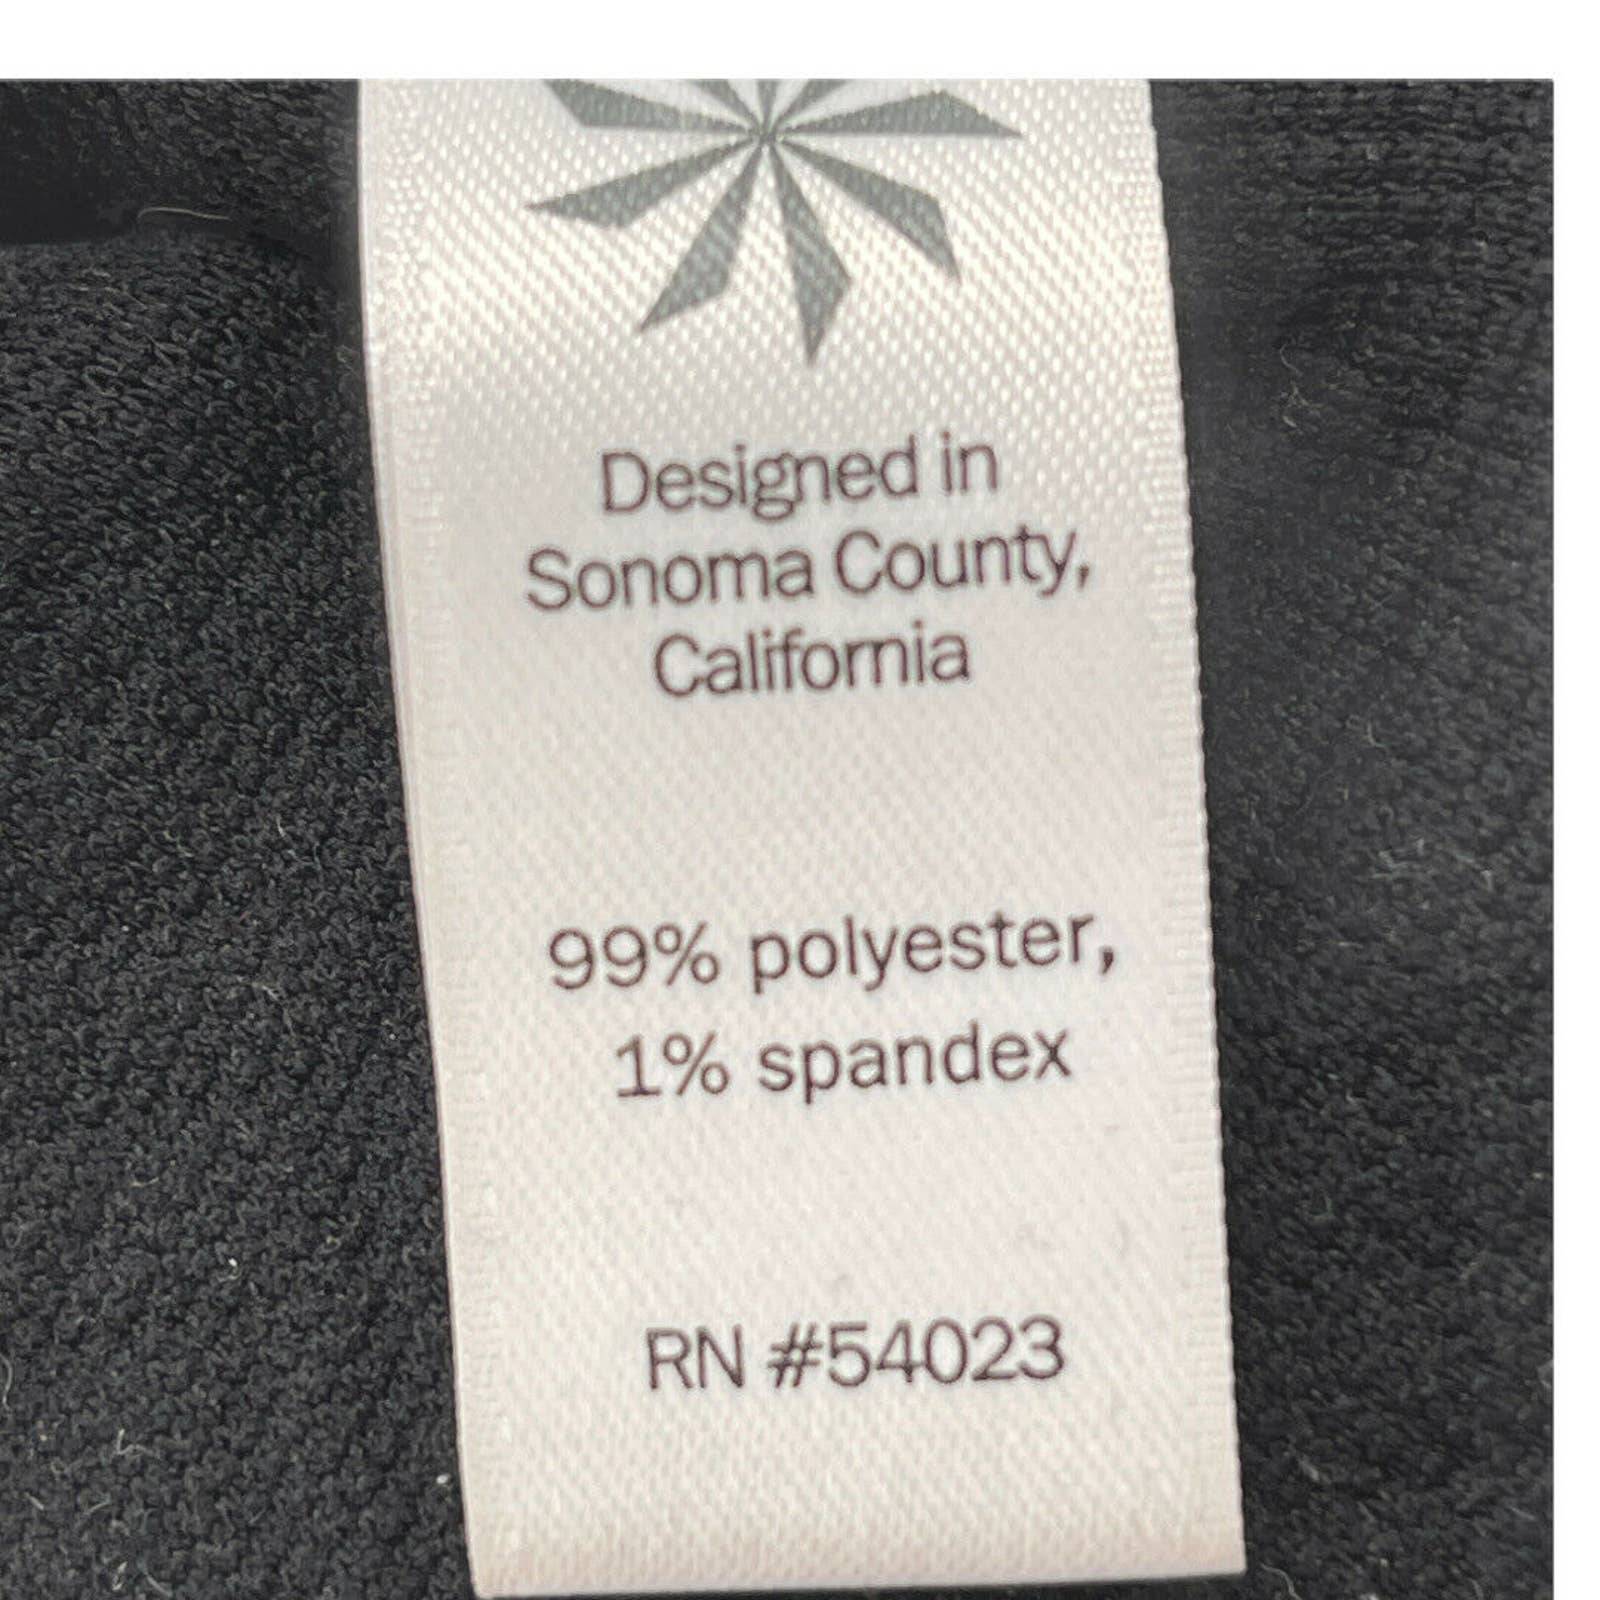 Designed in
Sonoma County,
California
99% polyester,
1% spandex
RN #54023